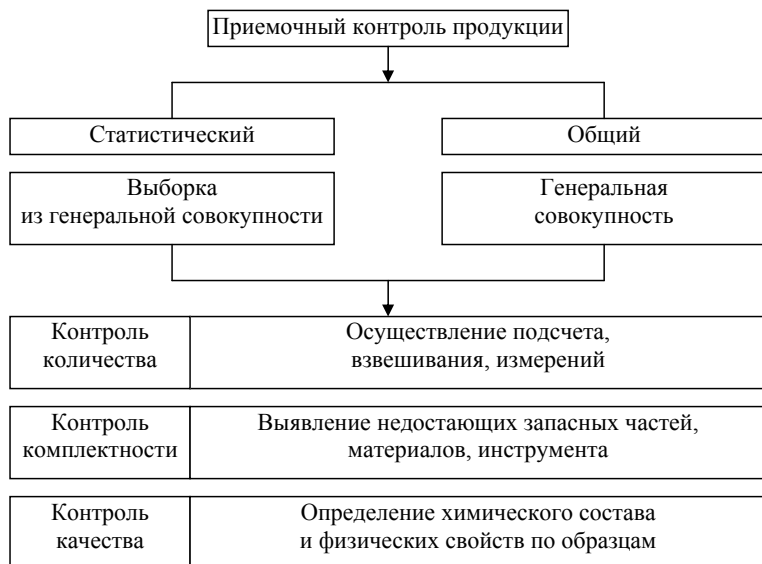 Приемочный контроль продукции
Статистический
Общий
Выборка
из генеральной совокупности
Генеральная
совокупность
Контроль
количества
Осуществление подсчета,
взвешивания, измерений
Контроль
комплектности
Выявление недостающих запасных частей,
материалов, инструмента
Контроль
качества
Определение химического состава
и физических свойств по образцам